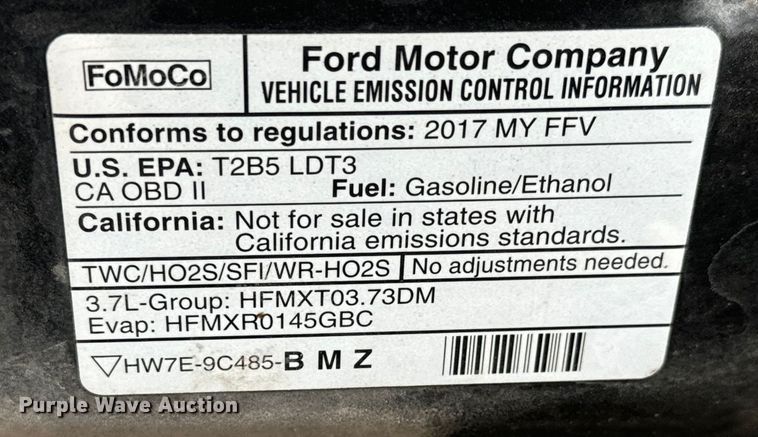 FoMoCo
Ford Motor Company
VEHICLE EMISSION CONTROL INFORMATION
Conforms to regulations: 2017 MY FFV
U.S. EPA: T2B5 LDT3
CA OBD II Fuel: Gasoline/Ethanol
California: Not for sale in states with
California emissions standards.
TWC/HO2S/SFI/WR-HO2S No adjustments needed.
3.7L-Group: HFMXT03.73DM
Evap: HFMXR0145GBC
HW7E-9C485-B M Z
Purple Wave Auction